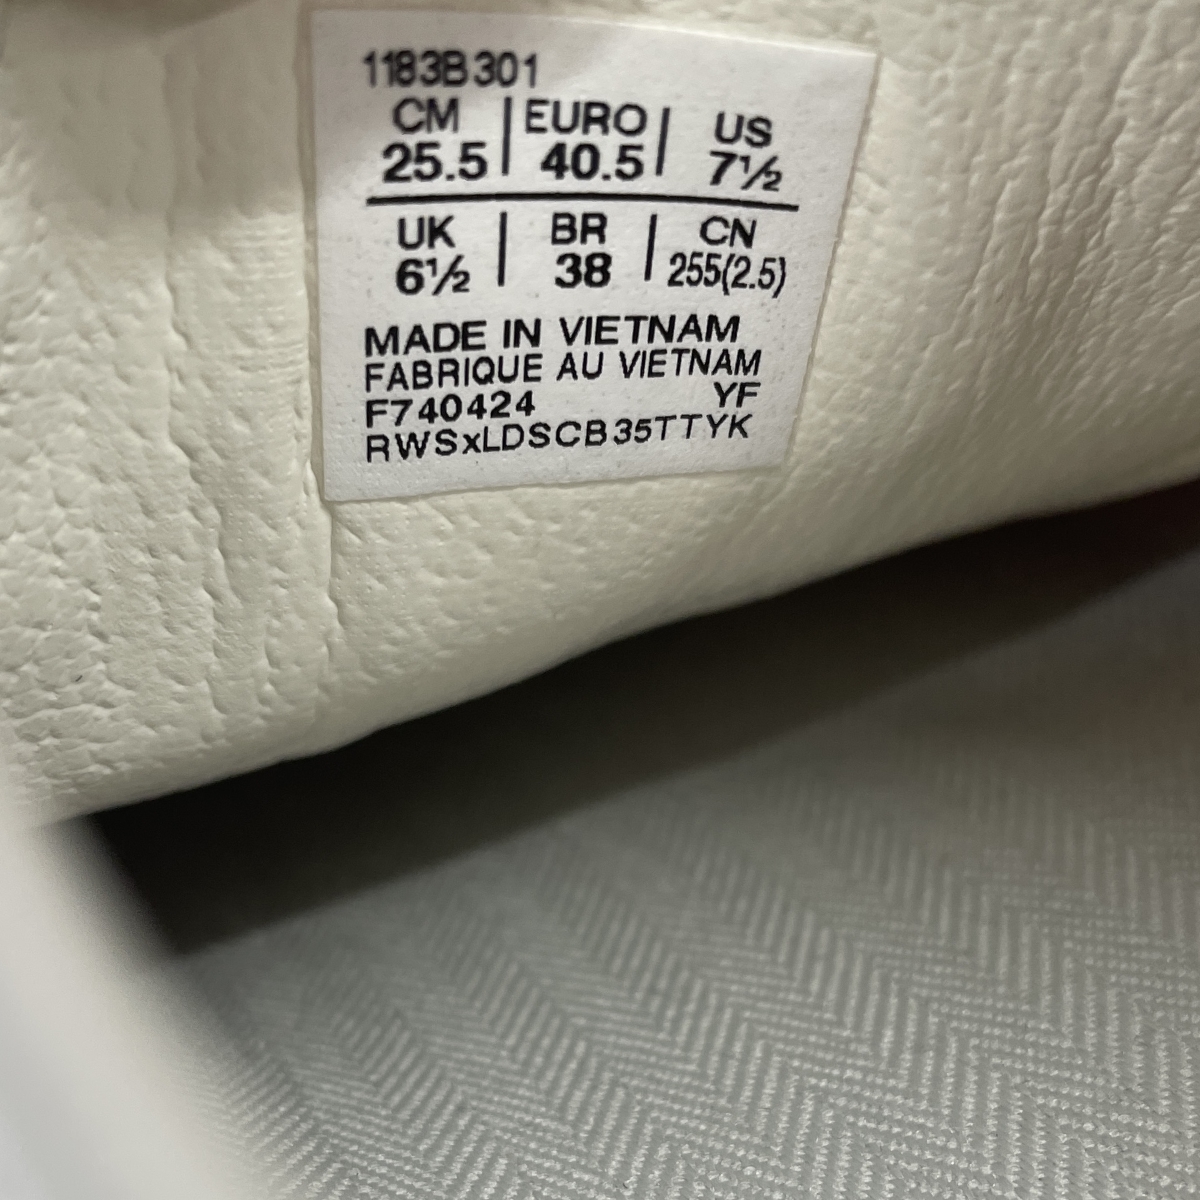 1183B301
CM | EURO | US
25.5 | 40.5 | 7½
UK | BR | CN
6½ | 38 | 255(2.5)
MADE IN VIETNAM
FABRIQUE AU VIETNAM
F740424 YF
RWSxLDSCB35TTYK